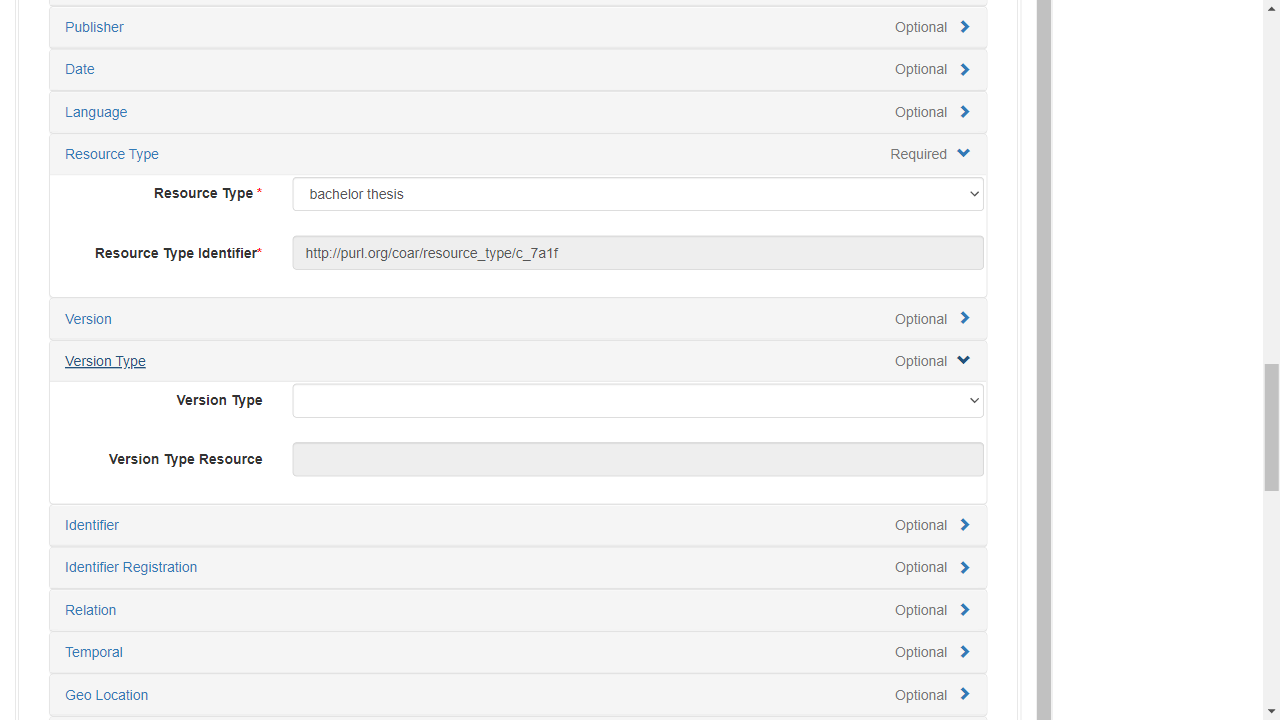 Publisher Optional
Date Optional
Language Optional
Resource Type Required
Resource Type * bachelor thesis
Resource Type Identifier* http://purl.org/coar/resource_type/c_7a1f
Version Optional
Version Type Optional
Version Type
Version Type Resource
Identifier Optional
Identifier Registration Optional
Relation Optional
Temporal Optional
Geo Location Optional